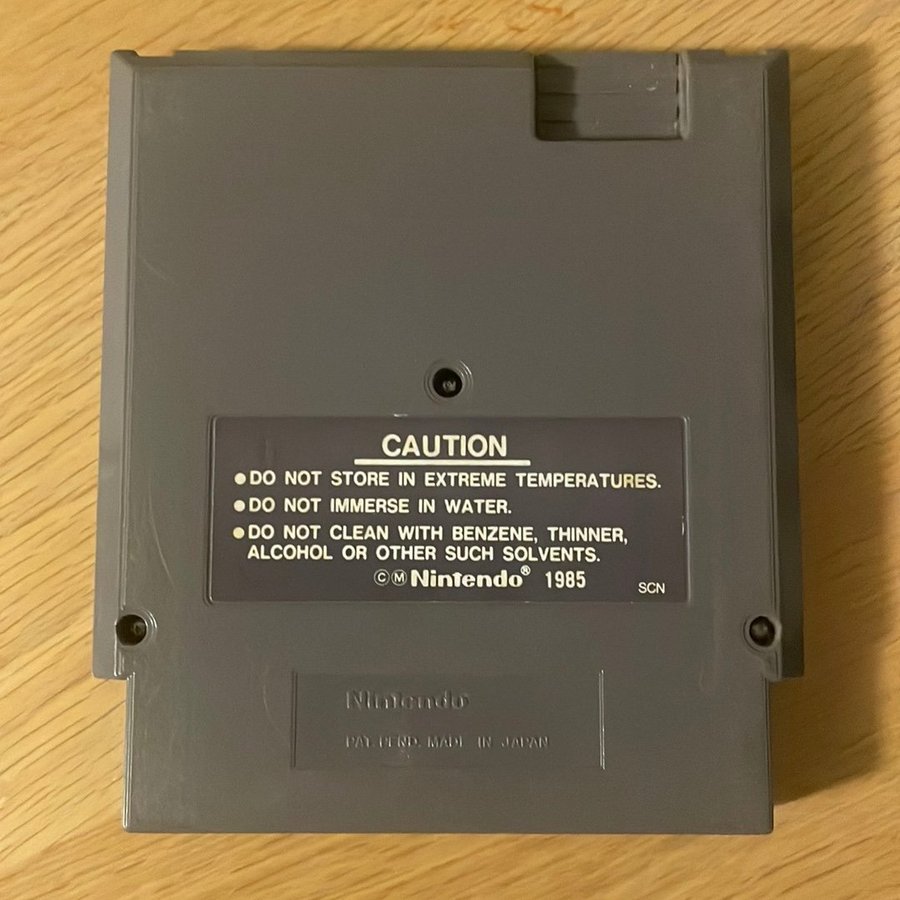 CAUTION
●DO NOT STORE IN EXTREME TEMPERATURES.
●DO NOT IMMERSE IN WATER.
●DO NOT CLEAN WITH BENZENE, THINNER,
ALCOHOL OR OTHER SUCH SOLVENTS.
©Ⓜ Nintendo® 1985
SCN
Nintendo
PAT. PEND. MADE IN JAPAN